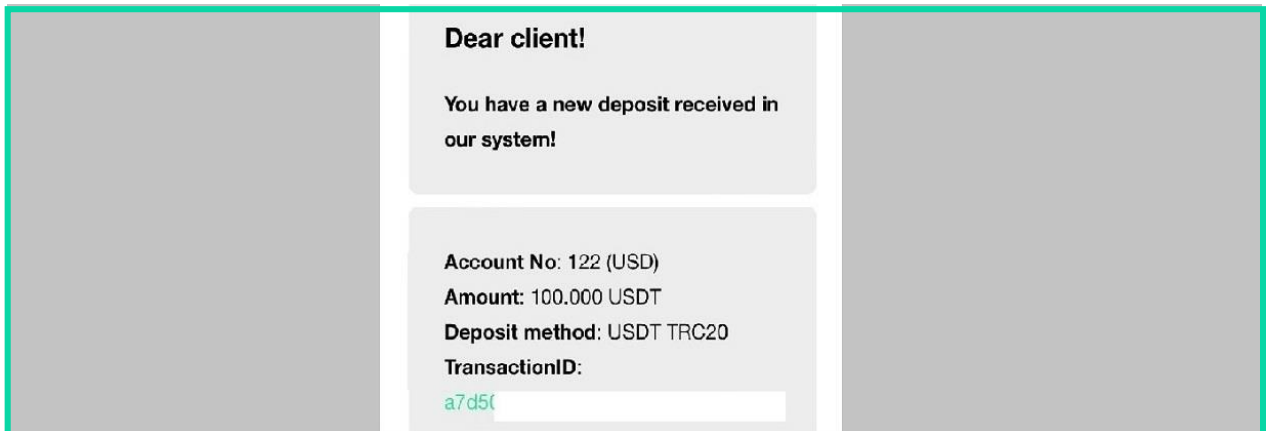 Dear client!
You have a new deposit received in
our system!
Account No: 122 (USD)
Amount: 100.000 USDT
Deposit method: USDT TRC20
TransactionID:
a7d50